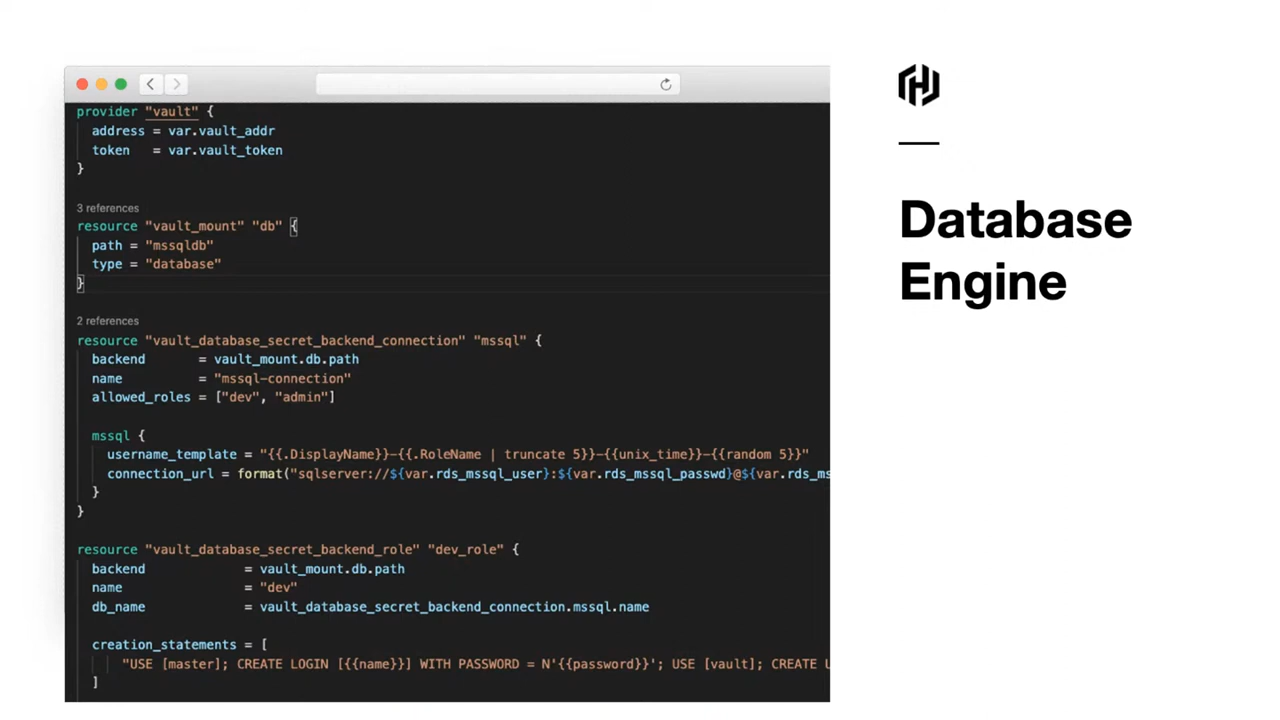 provider "vault" {
address = var.vault_addr
token = var.vault_token
}
3 references
resource "vault_mount" "db" {
path = "mssqldb"
type = "database"
}
2 references
resource "vault_database_secret_backend_connection" "mssql" {
backend = vault_mount.db.path
name = "mssql-connection"
allowed_roles = ["dev", "admin"]
mssql {
username_template = "{{.DisplayName}}-{{.RoleName | truncate 5}}-{{unix_time}}-{{random 5}}"
connection_url = format("sqlserver://${var.rds_mssql_user}:${var.rds_mssql_passwd}@${var.rds_ms
}
}
resource "vault_database_secret_backend_role" "dev_role" {
backend = vault_mount.db.path
name = "dev"
db_name = vault_database_secret_backend_connection.mssql.name
creation_statements = [
"USE [master]; CREATE LOGIN [{{name}}] WITH PASSWORD = N'{{password}}'; USE [vault]; CREATE U
]
Database
Engine